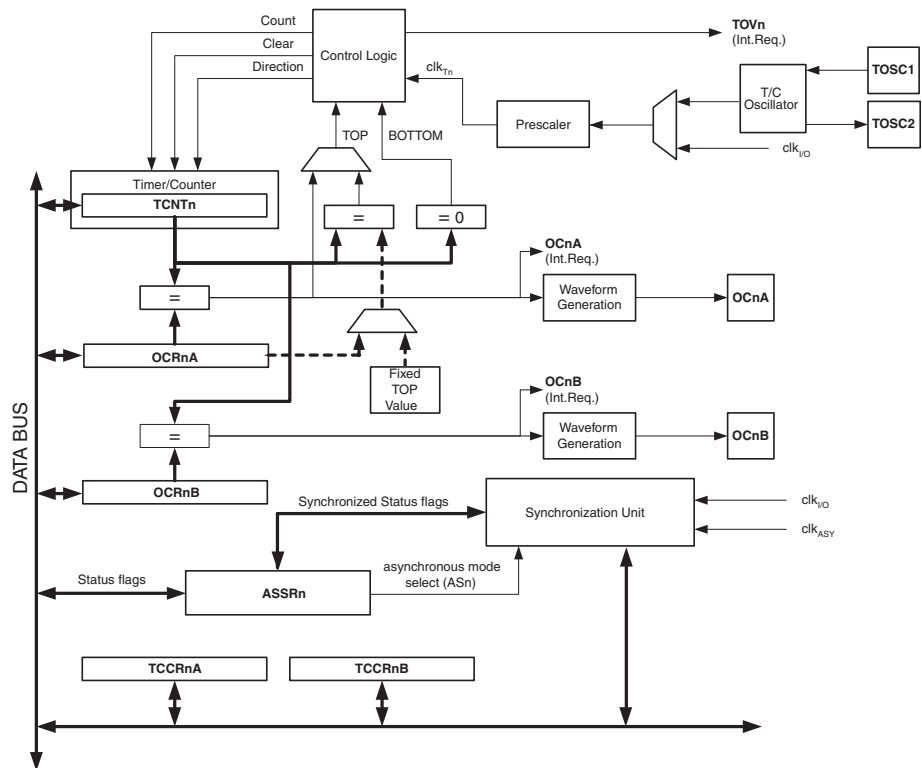 Count
Clear
Direction
Control Logic
TOVn
(Int.Req.)
clkTn
TOSC1
T/C
Oscillator
TOSC2
Prescaler
clkI/O
TOP
BOTTOM
Timer/Counter
TCNTn
=
= 0
OCnA
(Int.Req.)
=
Waveform
Generation
OCnA
OCRnA
Fixed
TOP
Value
OCnB
(Int.Req.)
=
Waveform
Generation
OCnB
DATA BUS
OCRnB
Synchronized Status flags
Synchronization Unit
clkI/O
clkASY
Status flags
ASSRn
asynchronous mode
select (ASn)
TCCRnA
TCCRnB